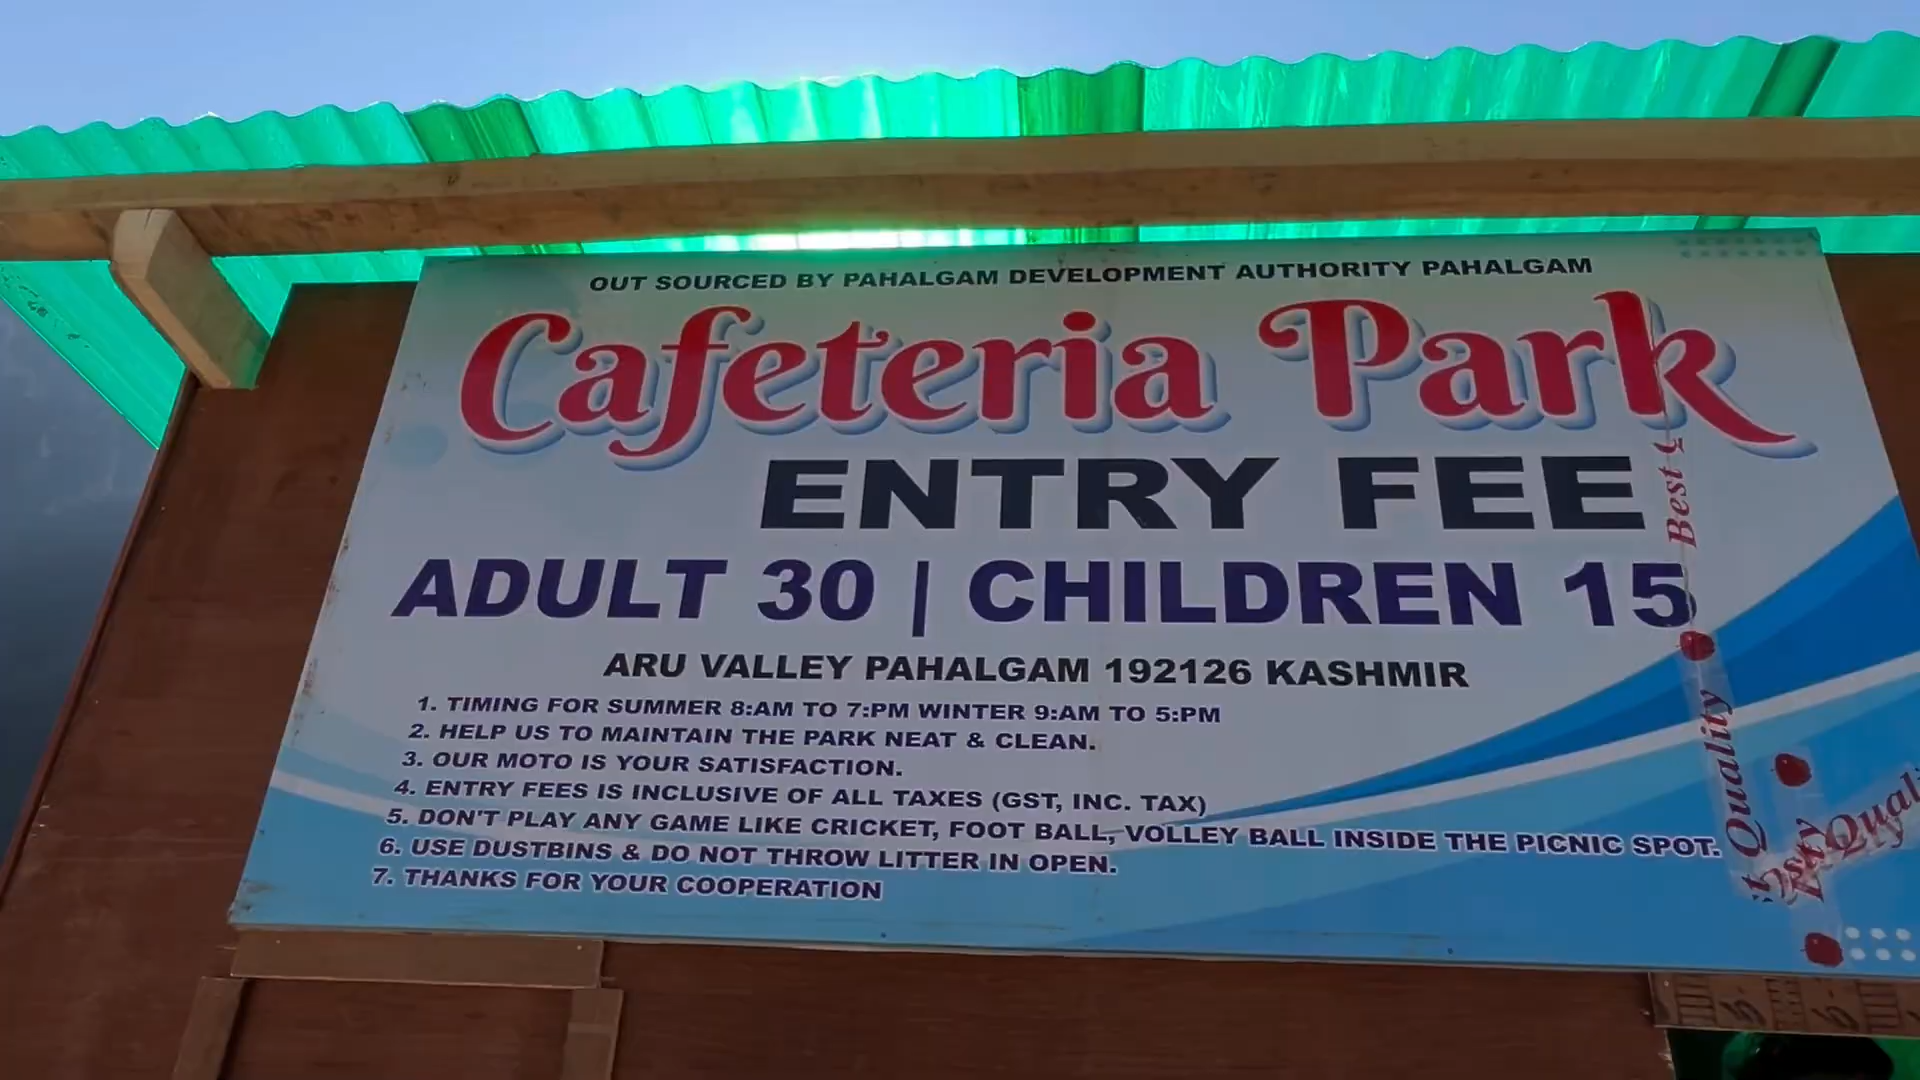 OUT SOURCED BY PAHALGAM DEVELOPMENT AUTHORITY PAHALGAM
Cafeteria Park
ENTRY FEE
ADULT 30 | CHILDREN 15
ARU VALLEY PAHALGAM 192126 KASHMIR
1. TIMING FOR SUMMER 8:AM TO 7:PM WINTER 9:AM TO 5:PM
2. HELP US TO MAINTAIN THE PARK NEAT & CLEAN.
3. OUR MOTO IS YOUR SATISFACTION.
4. ENTRY FEES IS INCLUSIVE OF ALL TAXES (GST, INC. TAX)
5. DON'T PLAY ANY GAME LIKE CRICKET, FOOT BALL, VOLLEY BALL INSIDE THE PICNIC SPOT.
6. USE DUSTBINS & DO NOT THROW LITTER IN OPEN.
7. THANKS FOR YOUR COOPERATION
Best
Quality